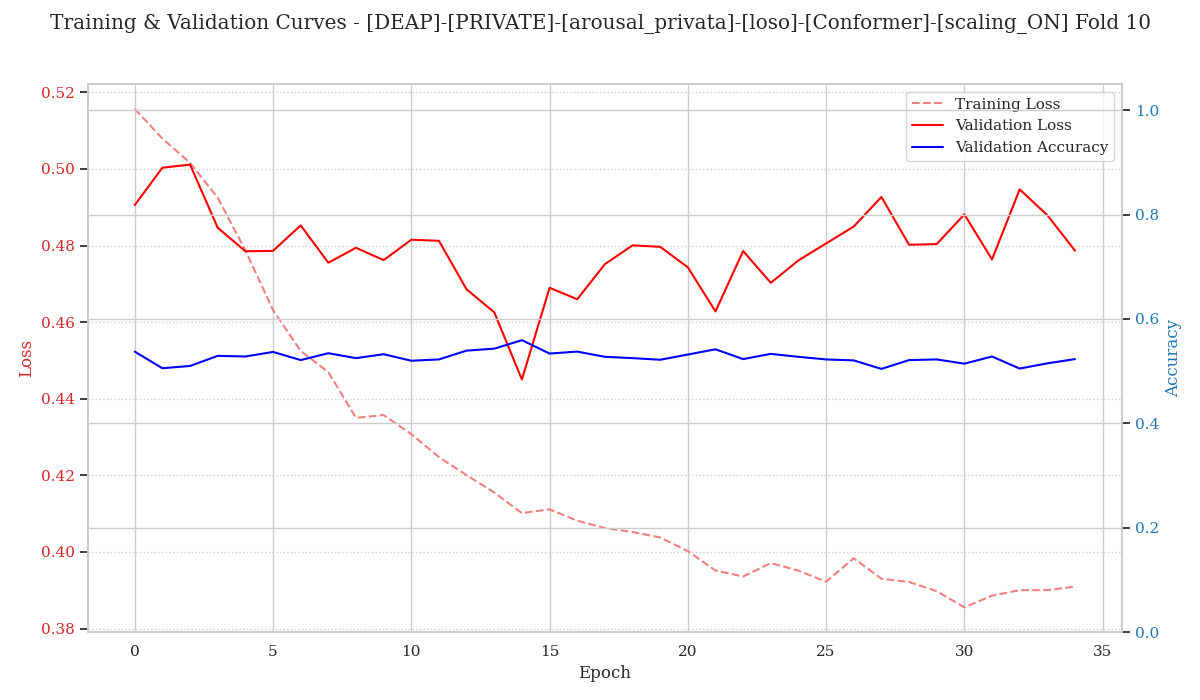 Training & Validation Curves - [DEAP]-[PRIVATE]-[arousal_privata]-[loso]-[Conformer]-[scaling_ON] Fold 10
Training Loss
Validation Loss
Validation Accuracy
0.52
0.50
0.48
0.46
0.44
0.42
0.40
0.38
Loss
1.0
0.8
0.6
0.4
0.2
0.0
Accuracy
0 5 10 15 20 25 30 35
Epoch